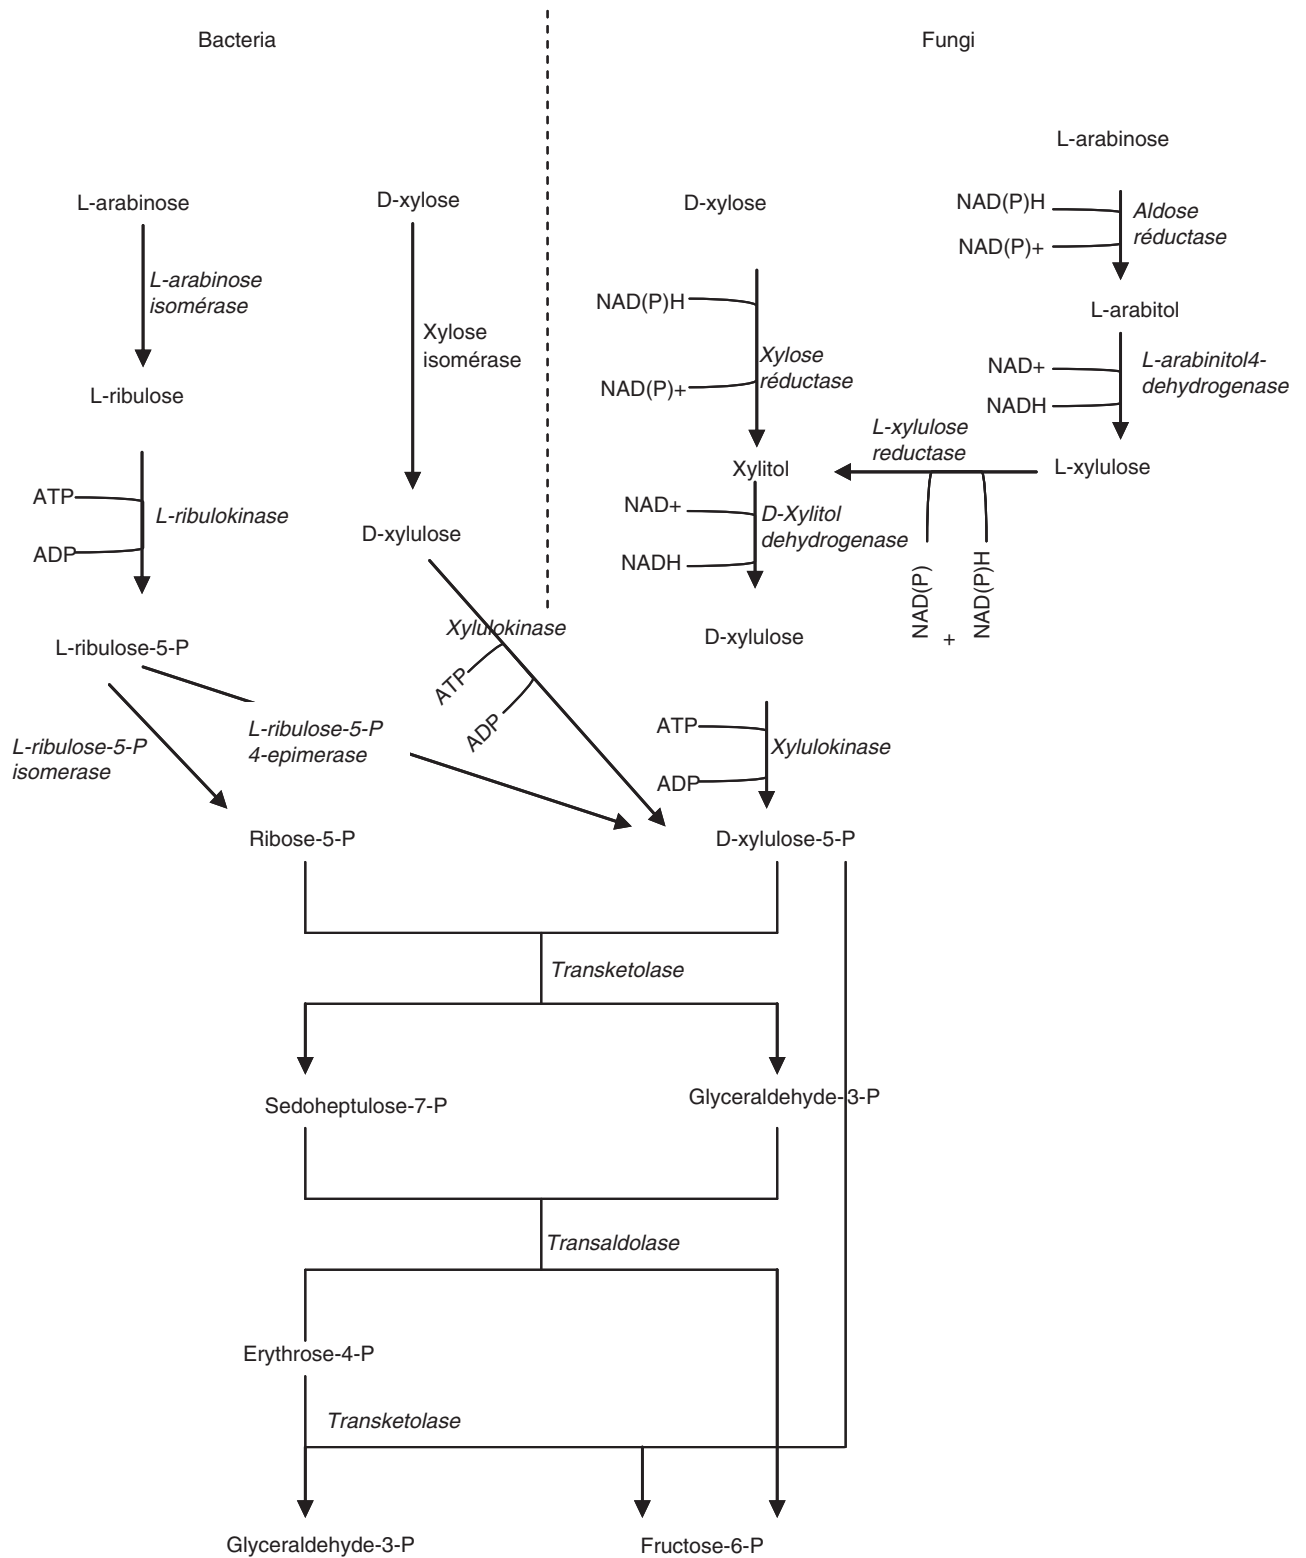 Bacteria
Fungi
L-arabinose
L-arabinose
D-xylose
D-xylose
NAD(P)H
Aldose
réductase
NAD(P)+
L-arabinose
isomérase
NAD(P)H
L-arabitol
Xylose
isomérase
Xylose
réductase
NAD(P)+
NAD+
L-arabinitol4-
dehydrogenase
NADH
L-ribulose
L-xylulose
reductase
Xylitol
L-xylulose
ATP
L-ribulokinase
ADP
D-xylulose
NAD+
D-Xylitol
dehydrogenase
NADH
NAD(P)
+
NAD(P)H
Xylulokinase
D-xylulose
L-ribulose-5-P
ATP
ADP
L-ribulose-5-P
isomerase
L-ribulose-5-P
4-epimerase
ATP
Xylulokinase
ADP
Ribose-5-P
D-xylulose-5-P
Transketolase
Sedoheptulose-7-P
Glyceraldehyde-3-P
Transaldolase
Erythrose-4-P
Transketolase
Glyceraldehyde-3-P
Fructose-6-P